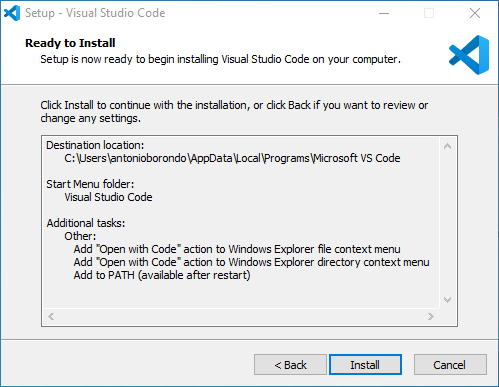 Setup - Visual Studio Code
Ready to Install
Setup is now ready to begin installing Visual Studio Code on your computer.
Click Install to continue with the installation, or click Back if you want to review or
change any settings.
Destination location:
C:\Users\antonioborondo\AppData\Local\Programs\Microsoft VS Code
Start Menu folder:
Visual Studio Code
Additional tasks:
Other:
Add "Open with Code" action to Windows Explorer file context menu
Add "Open with Code" action to Windows Explorer directory context menu
Add to PATH (available after restart)
< Back Install Cancel